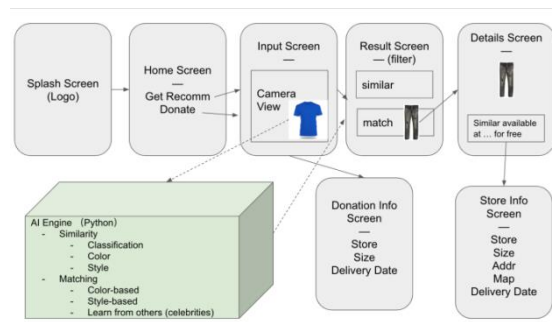 Splash Screen
(Logo)
Home Screen
—
Get Recomm
Donate
Input Screen
—
Camera
View
Result Screen
— (filter)
similar
match
Details Screen
—
Similar available
at ... for free
AI Engine (Python)
- Similarity
- Classification
- Color
- Style
- Matching
- Color-based
- Style-based
- Learn from others (celebrities)
Donation Info
Screen
—
Store
Size
Delivery Date
Store Info
Screen
—
Store
Size
Addr
Map
Delivery Date